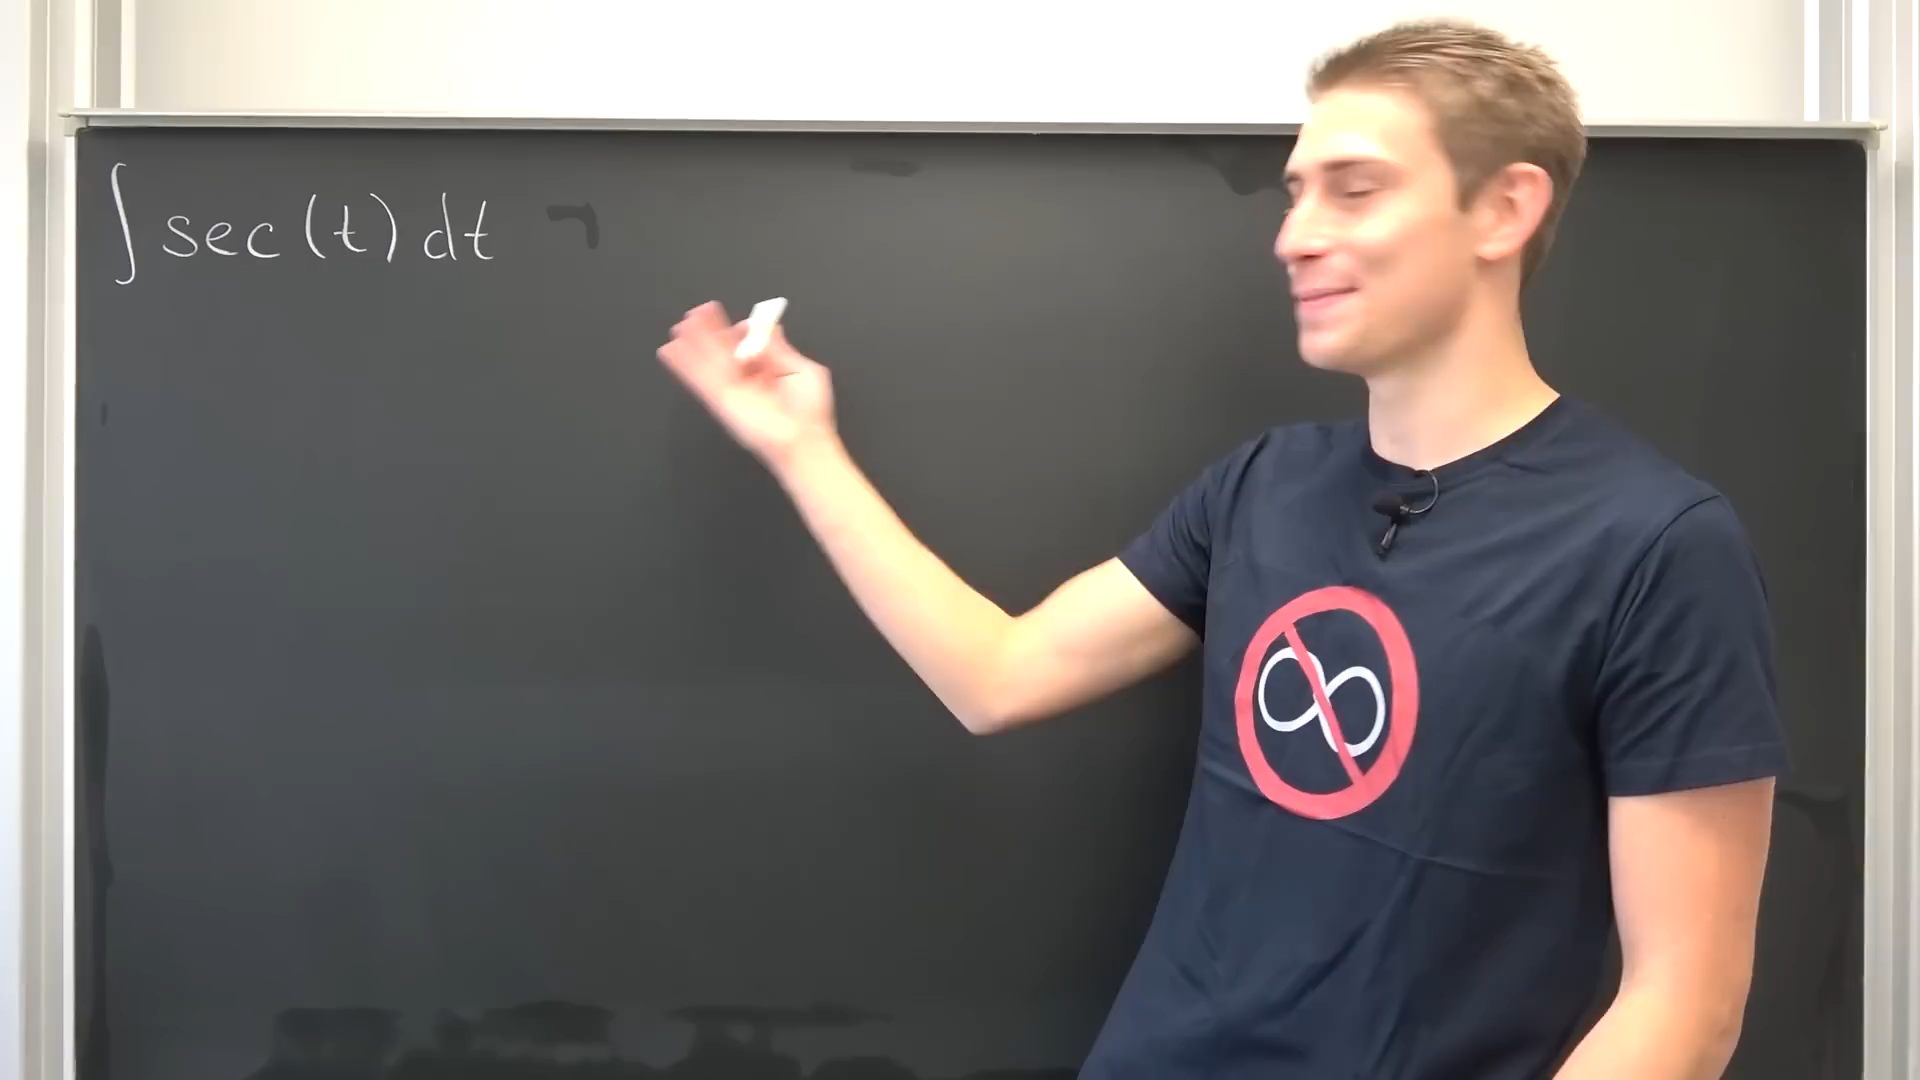 ∫ sec(t) dt
∞